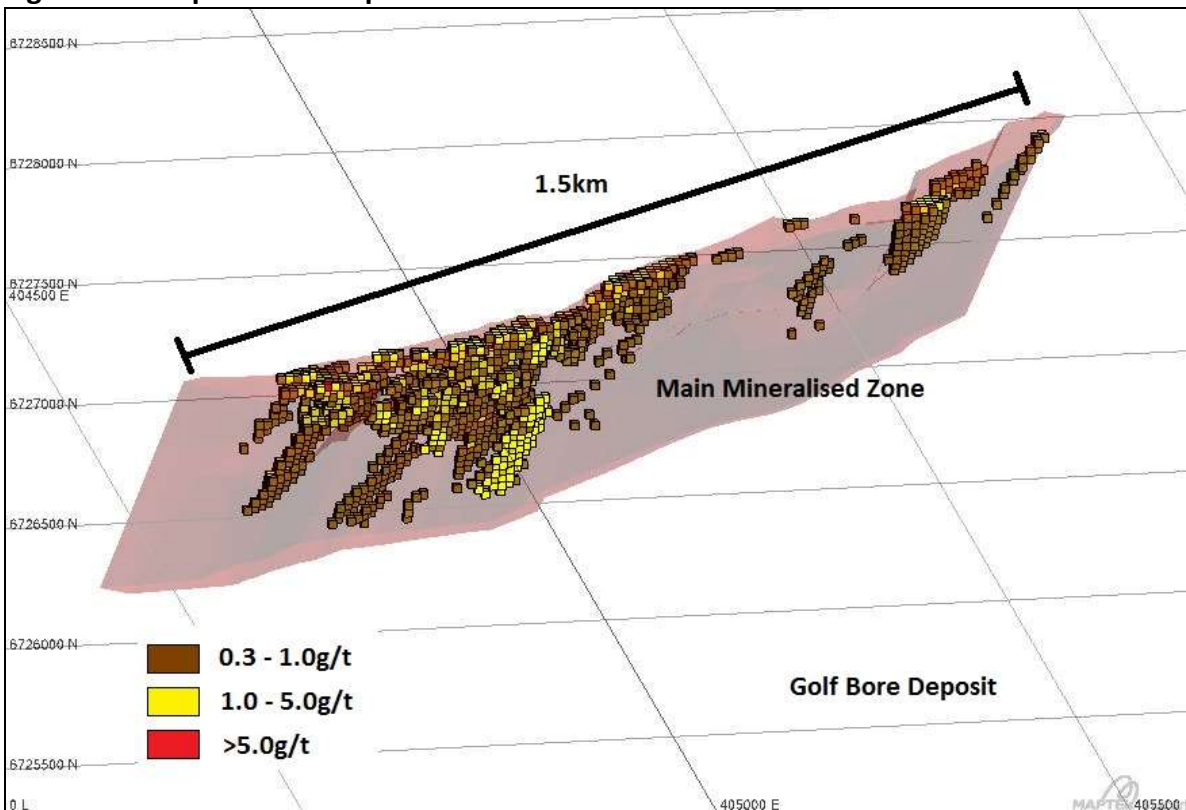 6728500 N
6728000 N
1.5km
6727500 N
404500 E
Main Mineralised Zone
6727000 N
6726500 N
6726000 N
0.3 - 1.0g/t
1.0 - 5.0g/t
Golf Bore Deposit
>5.0g/t
6725500 N
0 L
405000 E
405500